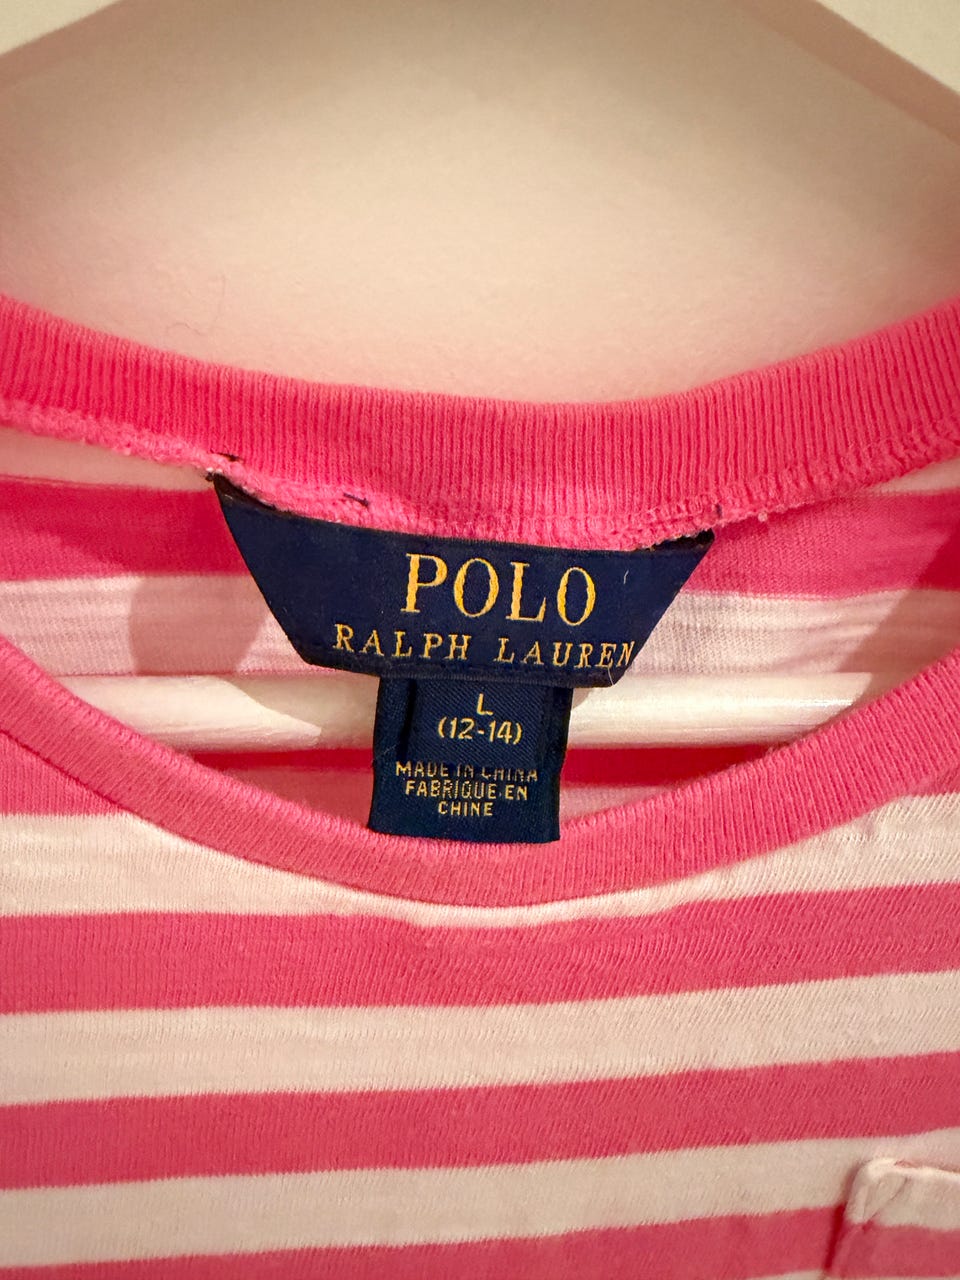 POLO
RALPH LAUREN
L
(12-14)
MADE IN CHINA
FABRIQUE EN
CHINE